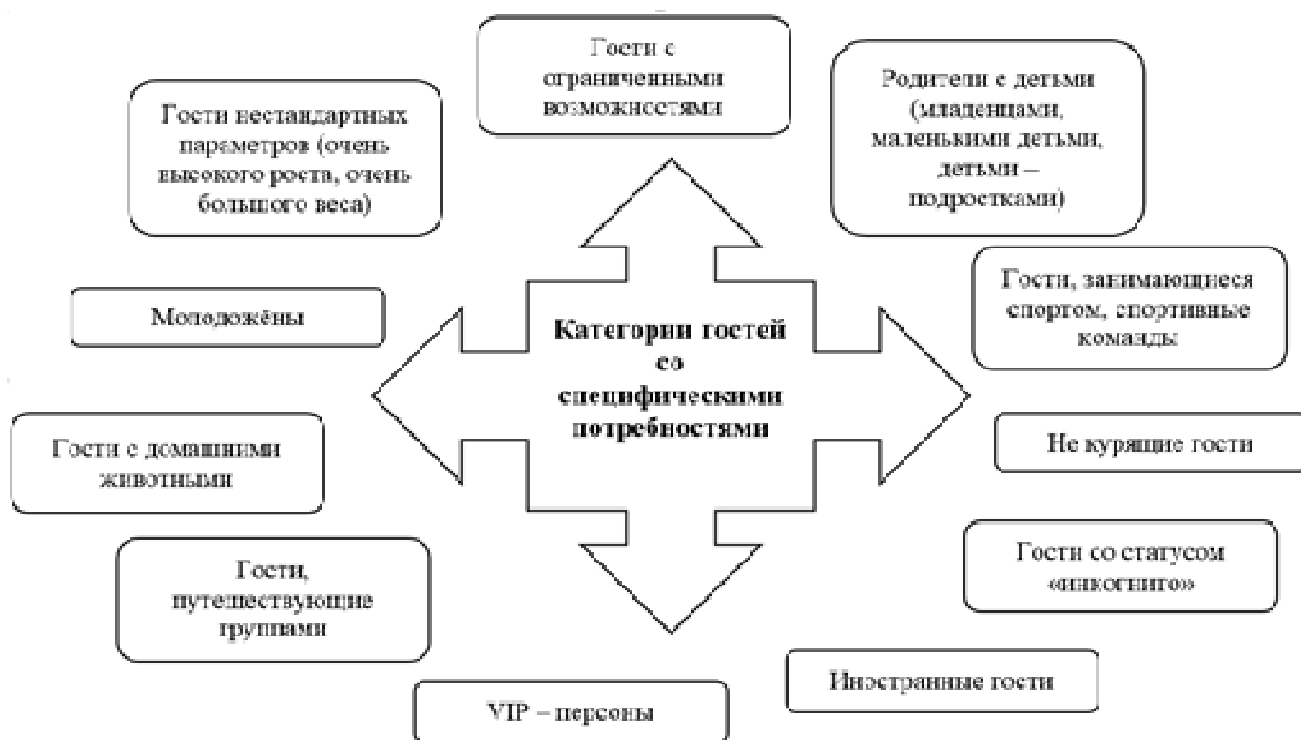 Гости с
ограниченными
возможностями
Родители с детьми
(младенцами,
маленькими детьми,
детьми –
подростками)
Гости нестандартных
параметров (очень
высокого роста, очень
большого веса)
Гости, занимающиеся
спортом, спортивные
команды
Молодожёны
Категории гостей
со
специфическими
потребностями
Гости с домашними
животными
Не курящие гости
Гости,
путешествующие
группами
Гости со статусом
«инкогнито»
Иностранные гости
VIP – персоны